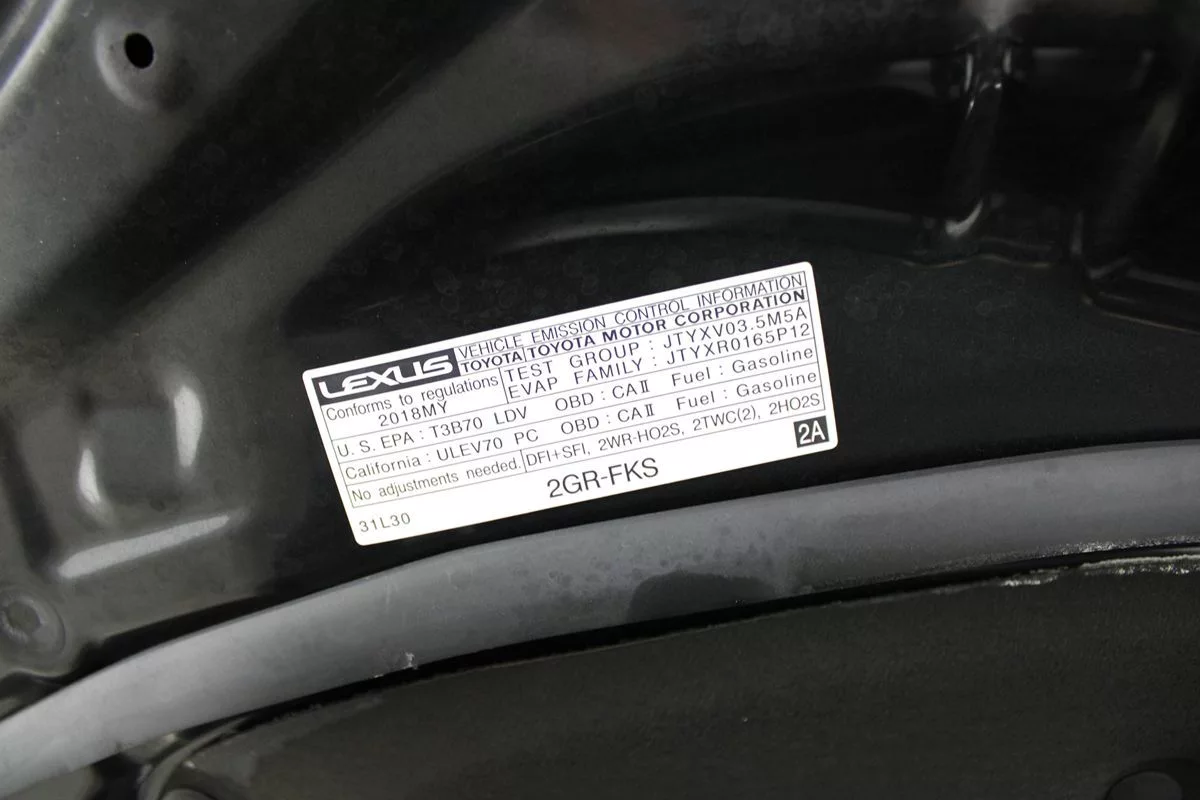 LEXUS
VEHICLE EMISSION CONTROL INFORMATION
TOYOTA TOYOTA MOTOR CORPORATION
Conforms to regulations
2018MY
TEST GROUP : JTYXV03.5M5A
EVAP FAMILY : JTYXR0165P12
U.S. EPA : T3B70 LDV OBD : CAⅡ Fuel : Gasoline
California : ULEV70 PC OBD : CAⅡ Fuel : Gasoline
No adjustments needed. DFI+SFI, 2WR-HO2S, 2TWC(2), 2HO2S
2GR-FKS
2A
31L30